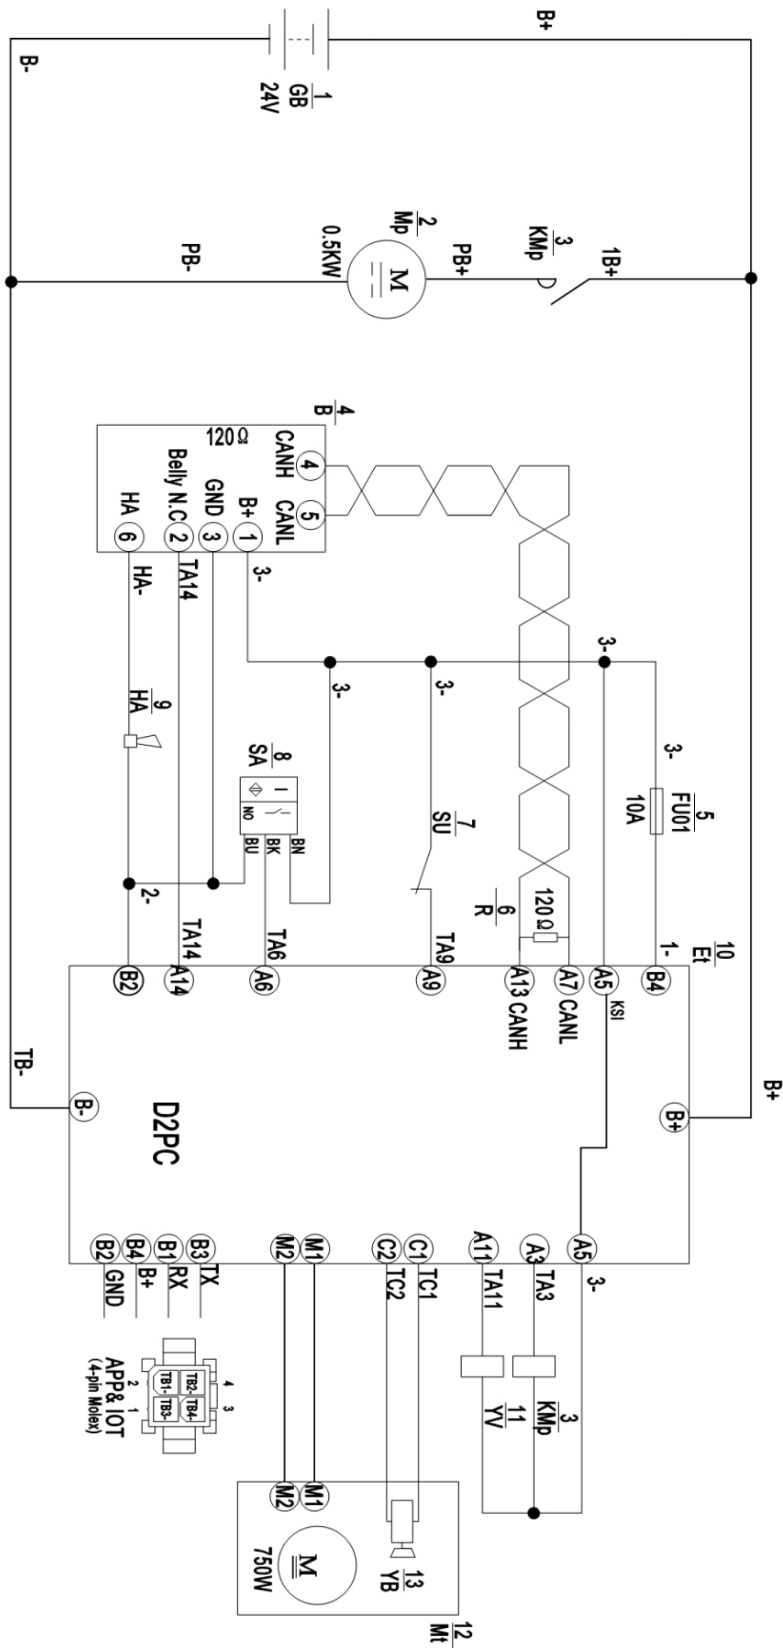 B+
B-
1
GB
24V
2
Mp
0.5KW
PB-
PB+
3
KMp
1B+
4
B
120Ω
CANH
4
CANL
5
B+
1
GND
3
Belly N.C
2
HA
6
3-
TA14
HA-
9
HA
8
SA
NO
BU
BK
BN
3-
3-
3-
3-
7
SU
5
FU01
10A
6
R
120Ω
2-
TA14
TA6
TA9
1-
10
Et
B2
A14
A6
A9
A13
CANH
A7
CANL
A5
KSI
B4
TB-
B-
D2PC
B+
B+
B2
GND
B4
B+
B1
RX
B3
TX
M2
M1
C2
TC2
C1
TC1
A11
TA11
A3
TA3
A5
3-
4
3
2
1
TB2-
TB4-
TB1-
TB3-
APP& IOT
(4-pin Molex)
3
KMp
11
YV
M
M2
M1
M
750W
13
YB
12
Mt